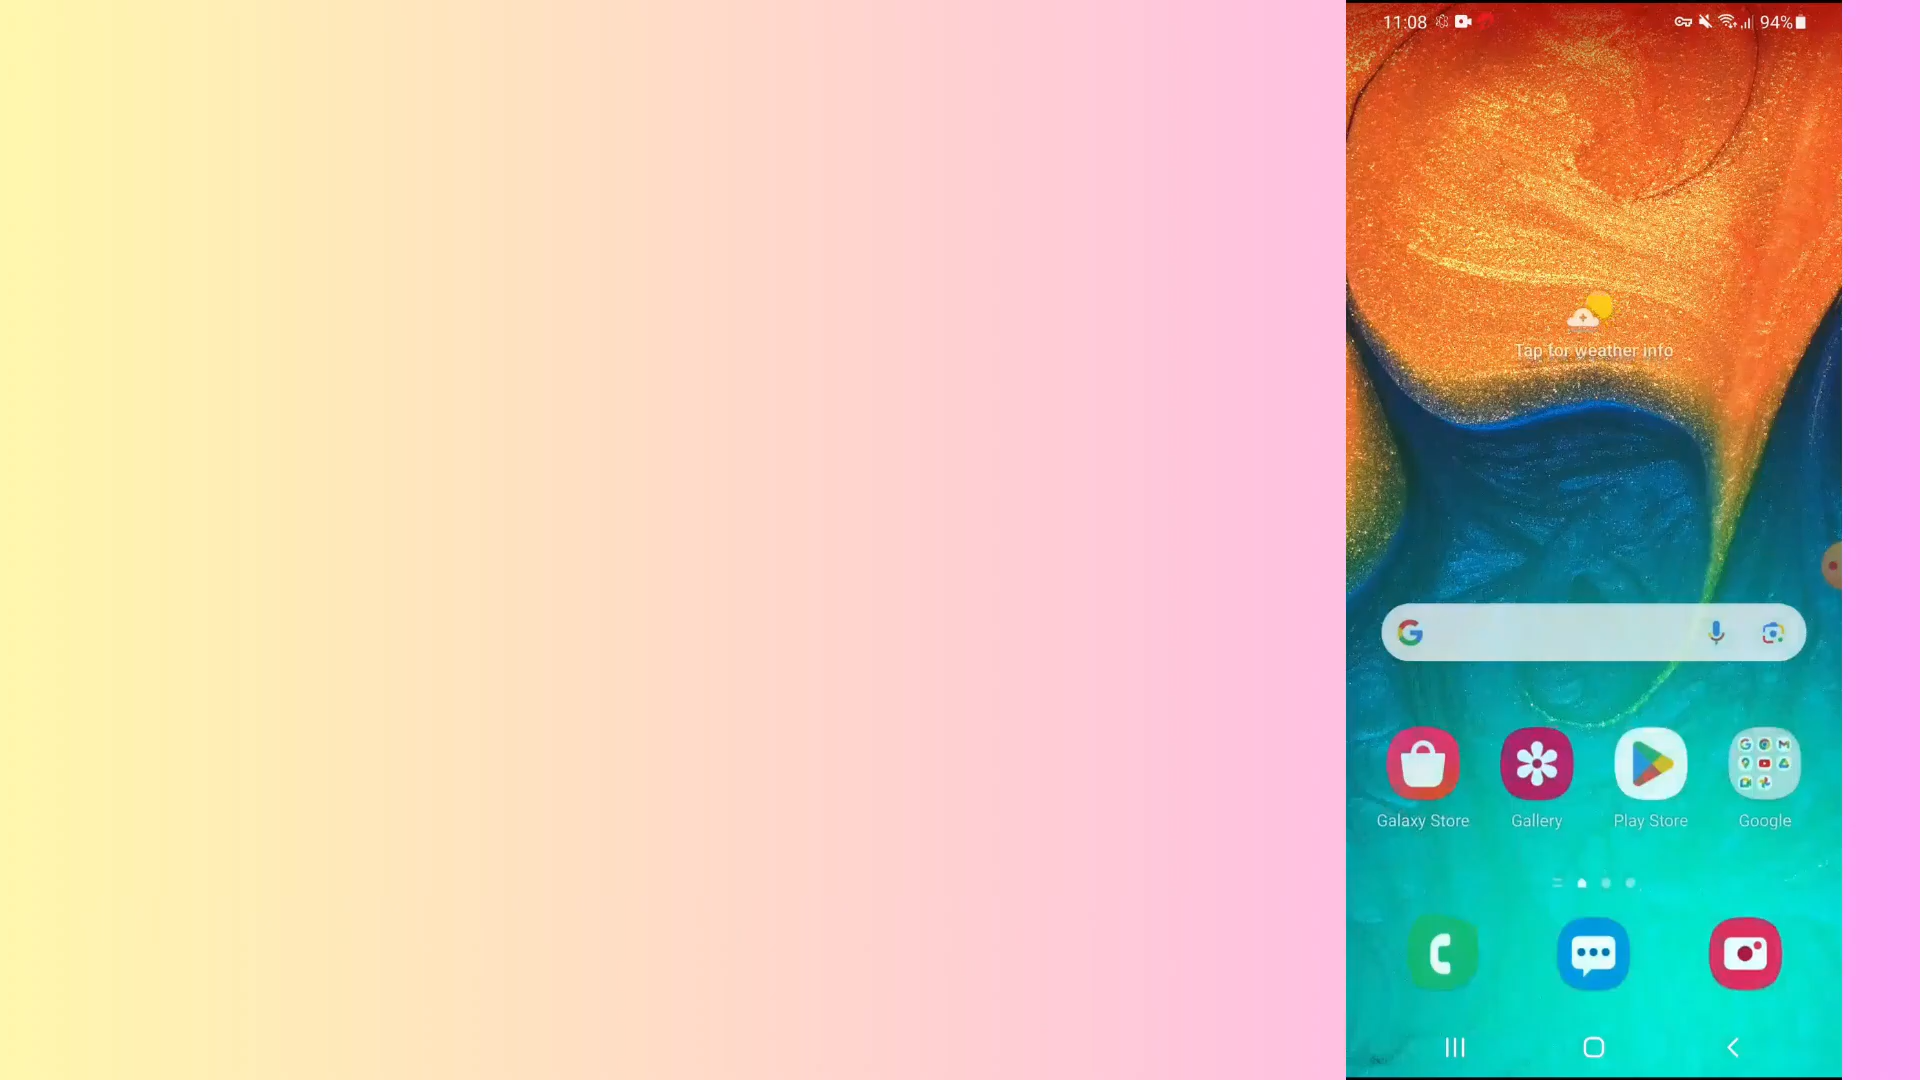 11:08
94%
Tap for weather info
Galaxy Store
Gallery
Play Store
Google